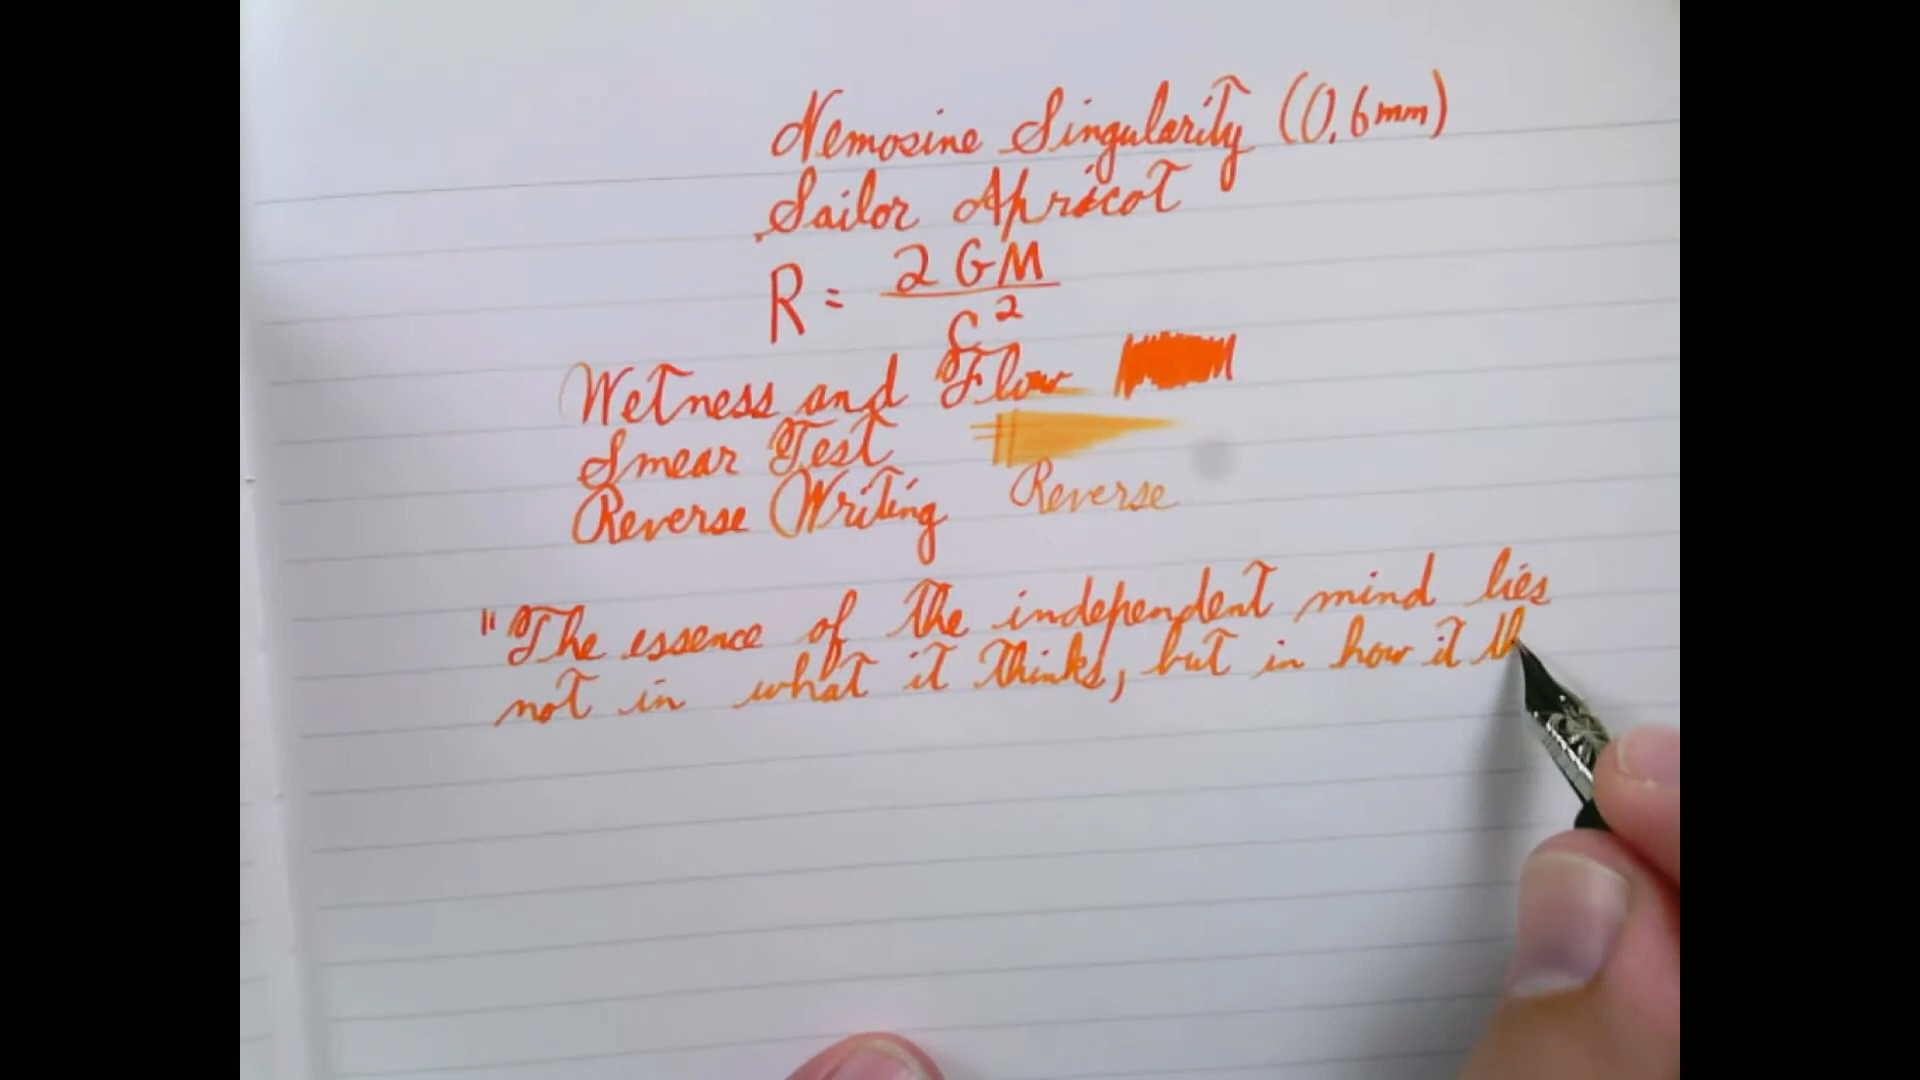 Nemosine Singularity (0.6mm)
Sailor Apricot
R = 2GM
c²
Wetness and Flow
Smear Test
Reverse Writing Reverse
"The essence of the independent mind lies
not in what it thinks, but in how it th